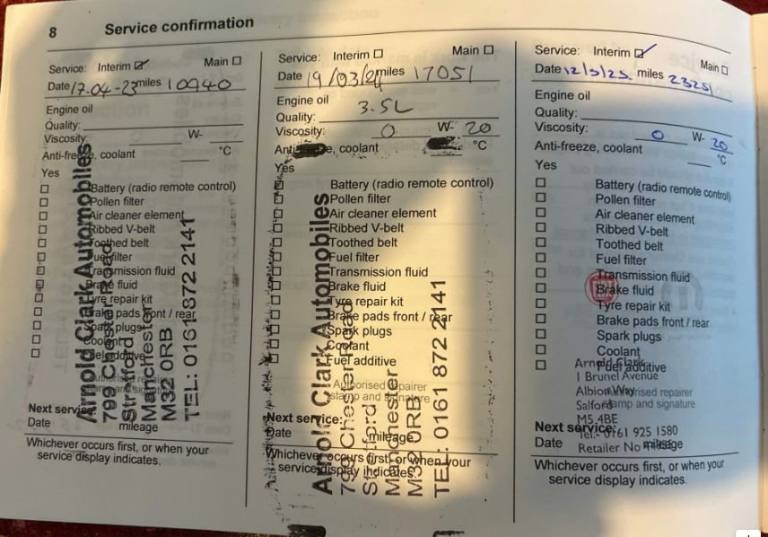 8 Service confirmation
Service: Interim ☑ Main ☐
Date 17-04-23 miles 10940
Engine oil
Quality:
Viscosity: W-
Anti-freeze, coolant °C
Yes
☐ Battery (radio remote control)
☐ Pollen filter
☐ Air cleaner element
☐ Ribbed V-belt
☐ Toothed belt
☐ Fuel filter
☐ Transmission fluid
☐ Brake fluid
☐ Tyre repair kit
☐ Brake pads front / rear
☐ Spark plugs
☐ Coolant
☐ Fuel additive
Next service:
Date mileage
Whichever occurs first, or when your
service display indicates.
Arnold Clark Automobiles
799 Chester Road
Stretford
Manchester
M32 0RB
TEL: 0161 872 2141
Service: Interim ☐ Main ☐
Date 19/03/24 miles 17051
Engine oil 3.5L
Quality:
Viscosity: 0 W- 20
Anti-freeze, coolant °C
Yes
☐ Battery (radio remote control)
☐ Pollen filter
☐ Air cleaner element
☐ Ribbed V-belt
☐ Toothed belt
☐ Fuel filter
☐ Transmission fluid
☐ Brake fluid
☐ Tyre repair kit
☐ Brake pads front / rear
☐ Spark plugs
☐ Coolant
☐ Fuel additive
Authorised repairer
stamp and signature
Next service:
Date mileage
Whichever occurs first, or when your
service display indicates.
Arnold Clark Automobiles
799 Chester Road
Stretford
Manchester
M32 0RB
TEL: 0161 872 2141
Service: Interim ☑ Main ☐
Date 12/3/25 miles 23251
Engine oil
Quality:
Viscosity: 0 W- 20
Anti-freeze, coolant °C
Yes
☐ Battery (radio remote control)
☐ Pollen filter
☐ Air cleaner element
☐ Ribbed V-belt
☐ Toothed belt
☐ Fuel filter
☐ Transmission fluid
☐ Brake fluid
☐ Tyre repair kit
☐ Brake pads front / rear
☐ Spark plugs
☐ Coolant
☐ Fuel additive
Authorised repairer
stamp and signature
Next service:
Date mileage
Whichever occurs first, or when your
service display indicates.
Arnold Clark
1 Brunel Avenue
Albion Way
Salford
M5 4BE
Tel:- 0161 925 1580
Retailer No